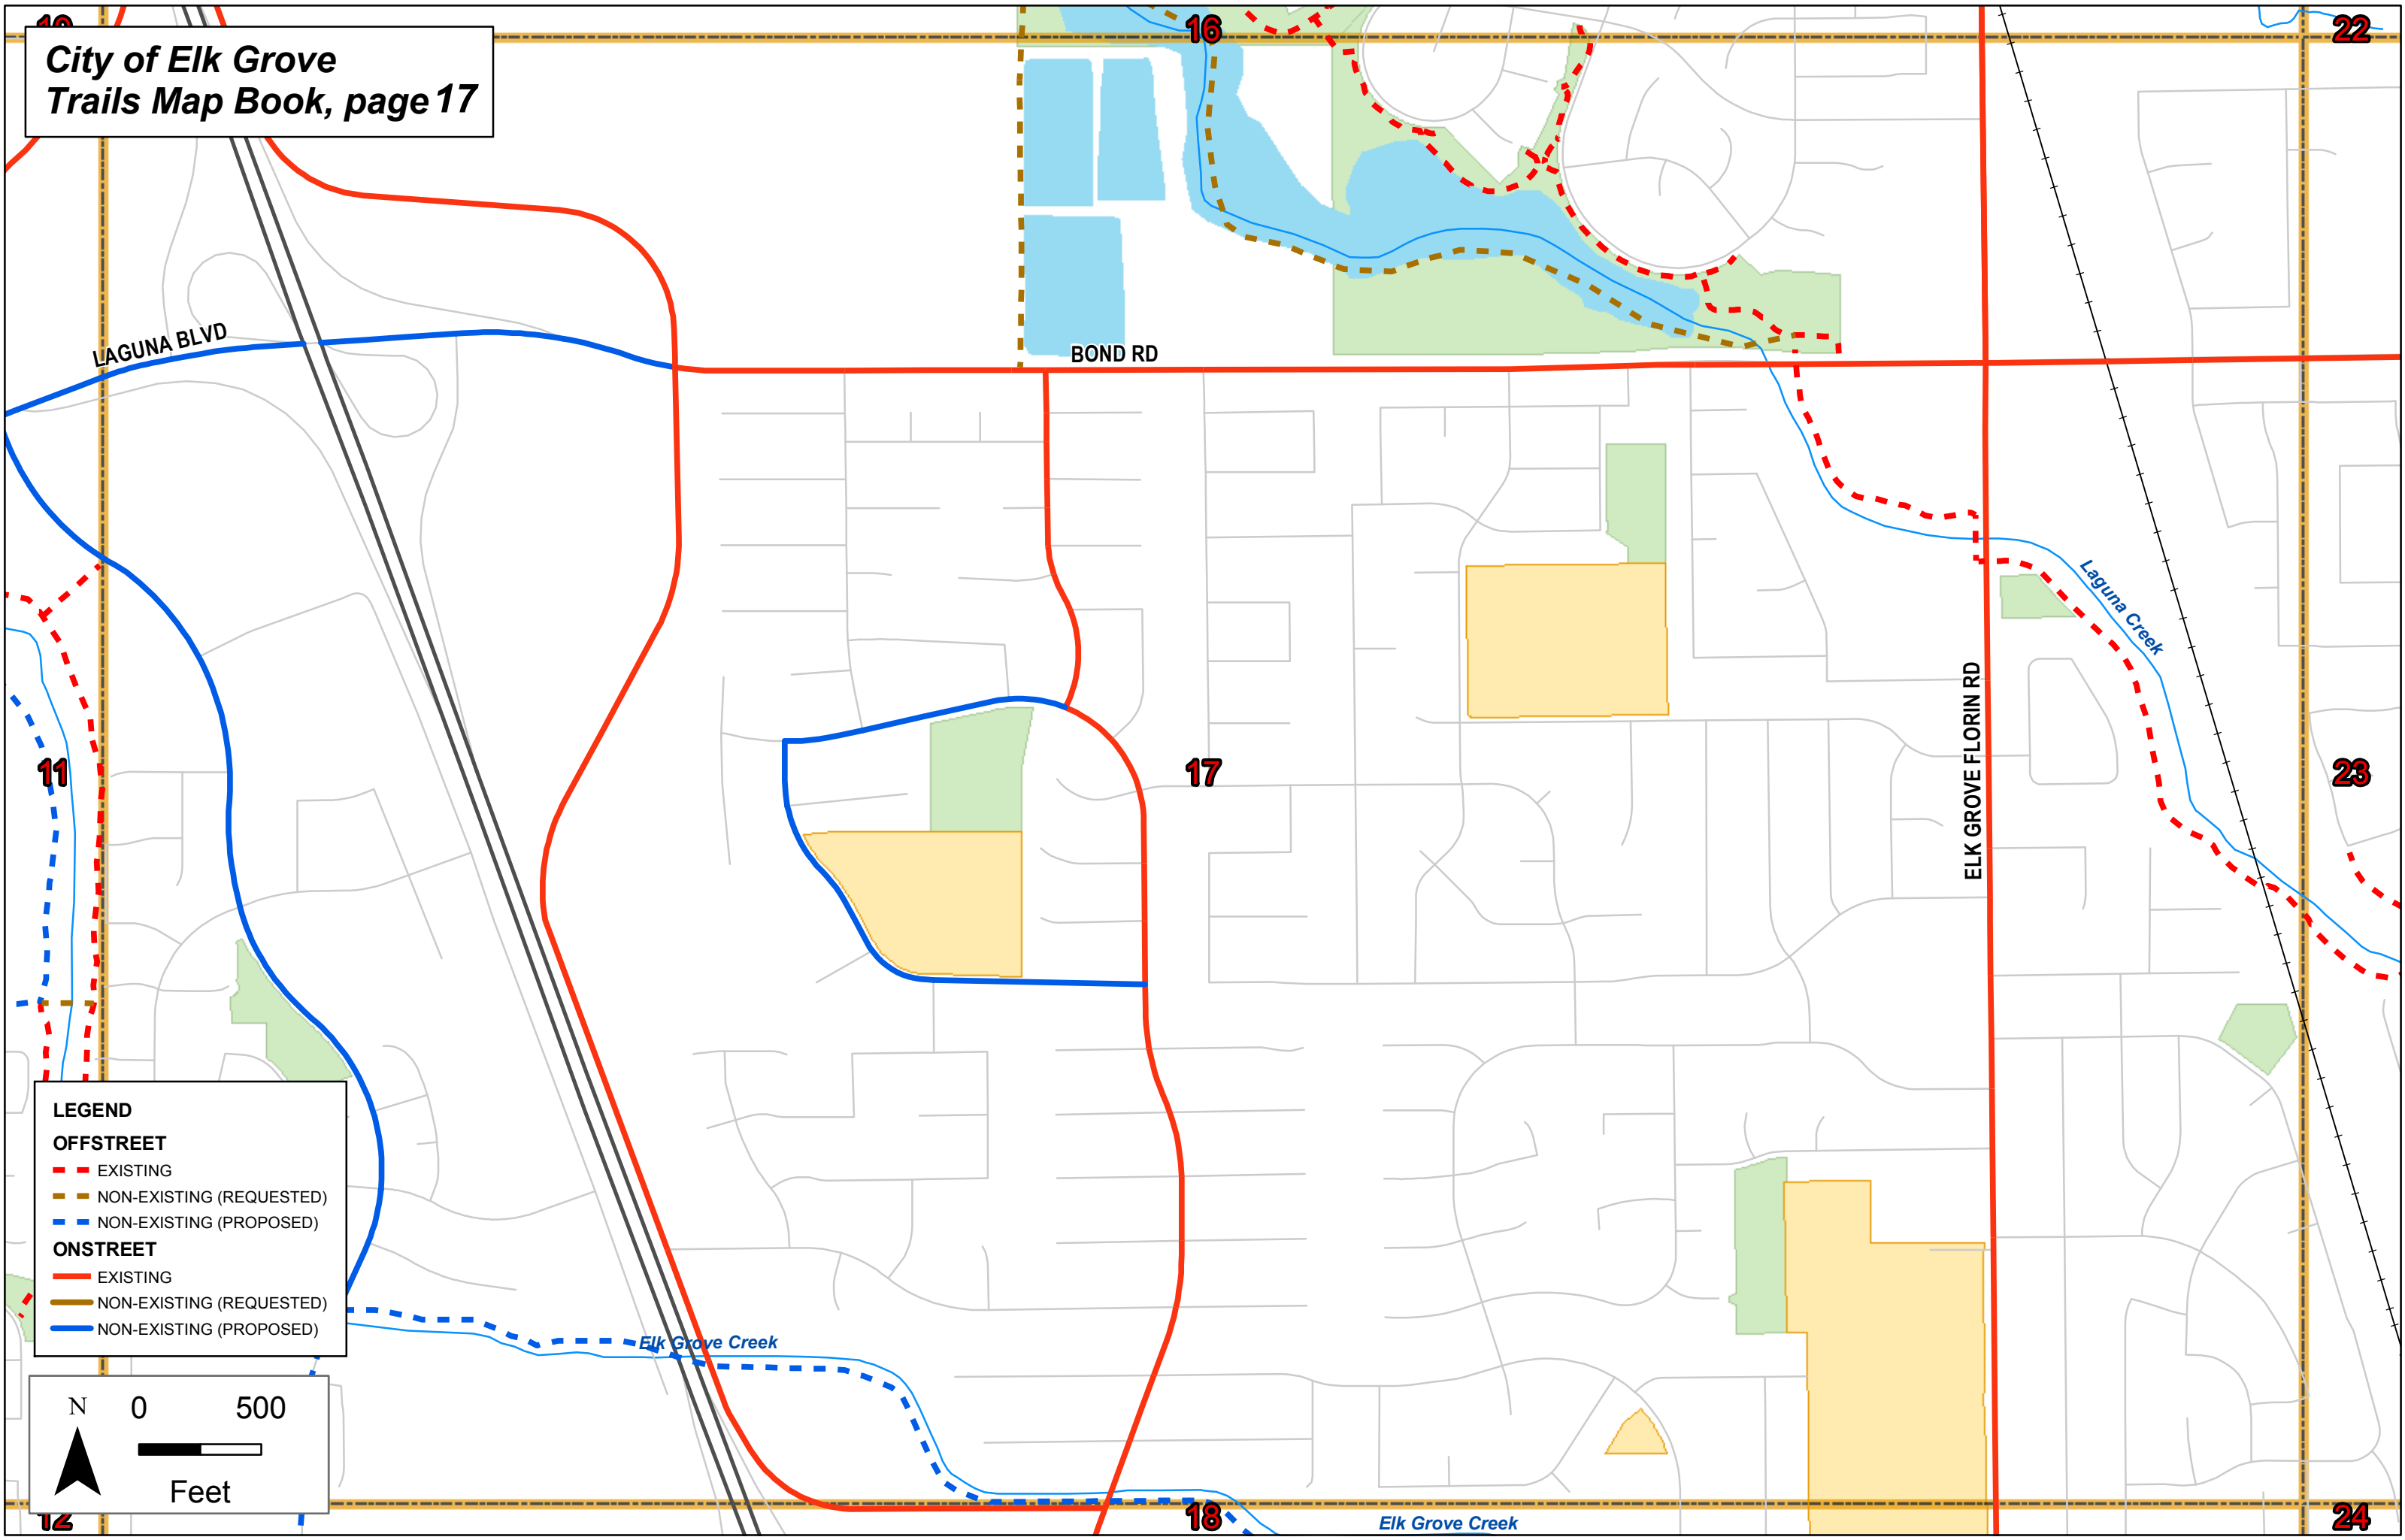 10
16
22
City of Elk Grove
Trails Map Book, page 17
LAGUNA BLVD
BOND RD
Laguna Creek
ELK GROVE FLORIN RD
11
17
23
LEGEND
OFFSTREET
EXISTING
NON-EXISTING (REQUESTED)
NON-EXISTING (PROPOSED)
ONSTREET
EXISTING
NON-EXISTING (REQUESTED)
NON-EXISTING (PROPOSED)
Elk Grove Creek
N 0 500
Feet
12
18
Elk Grove Creek
24